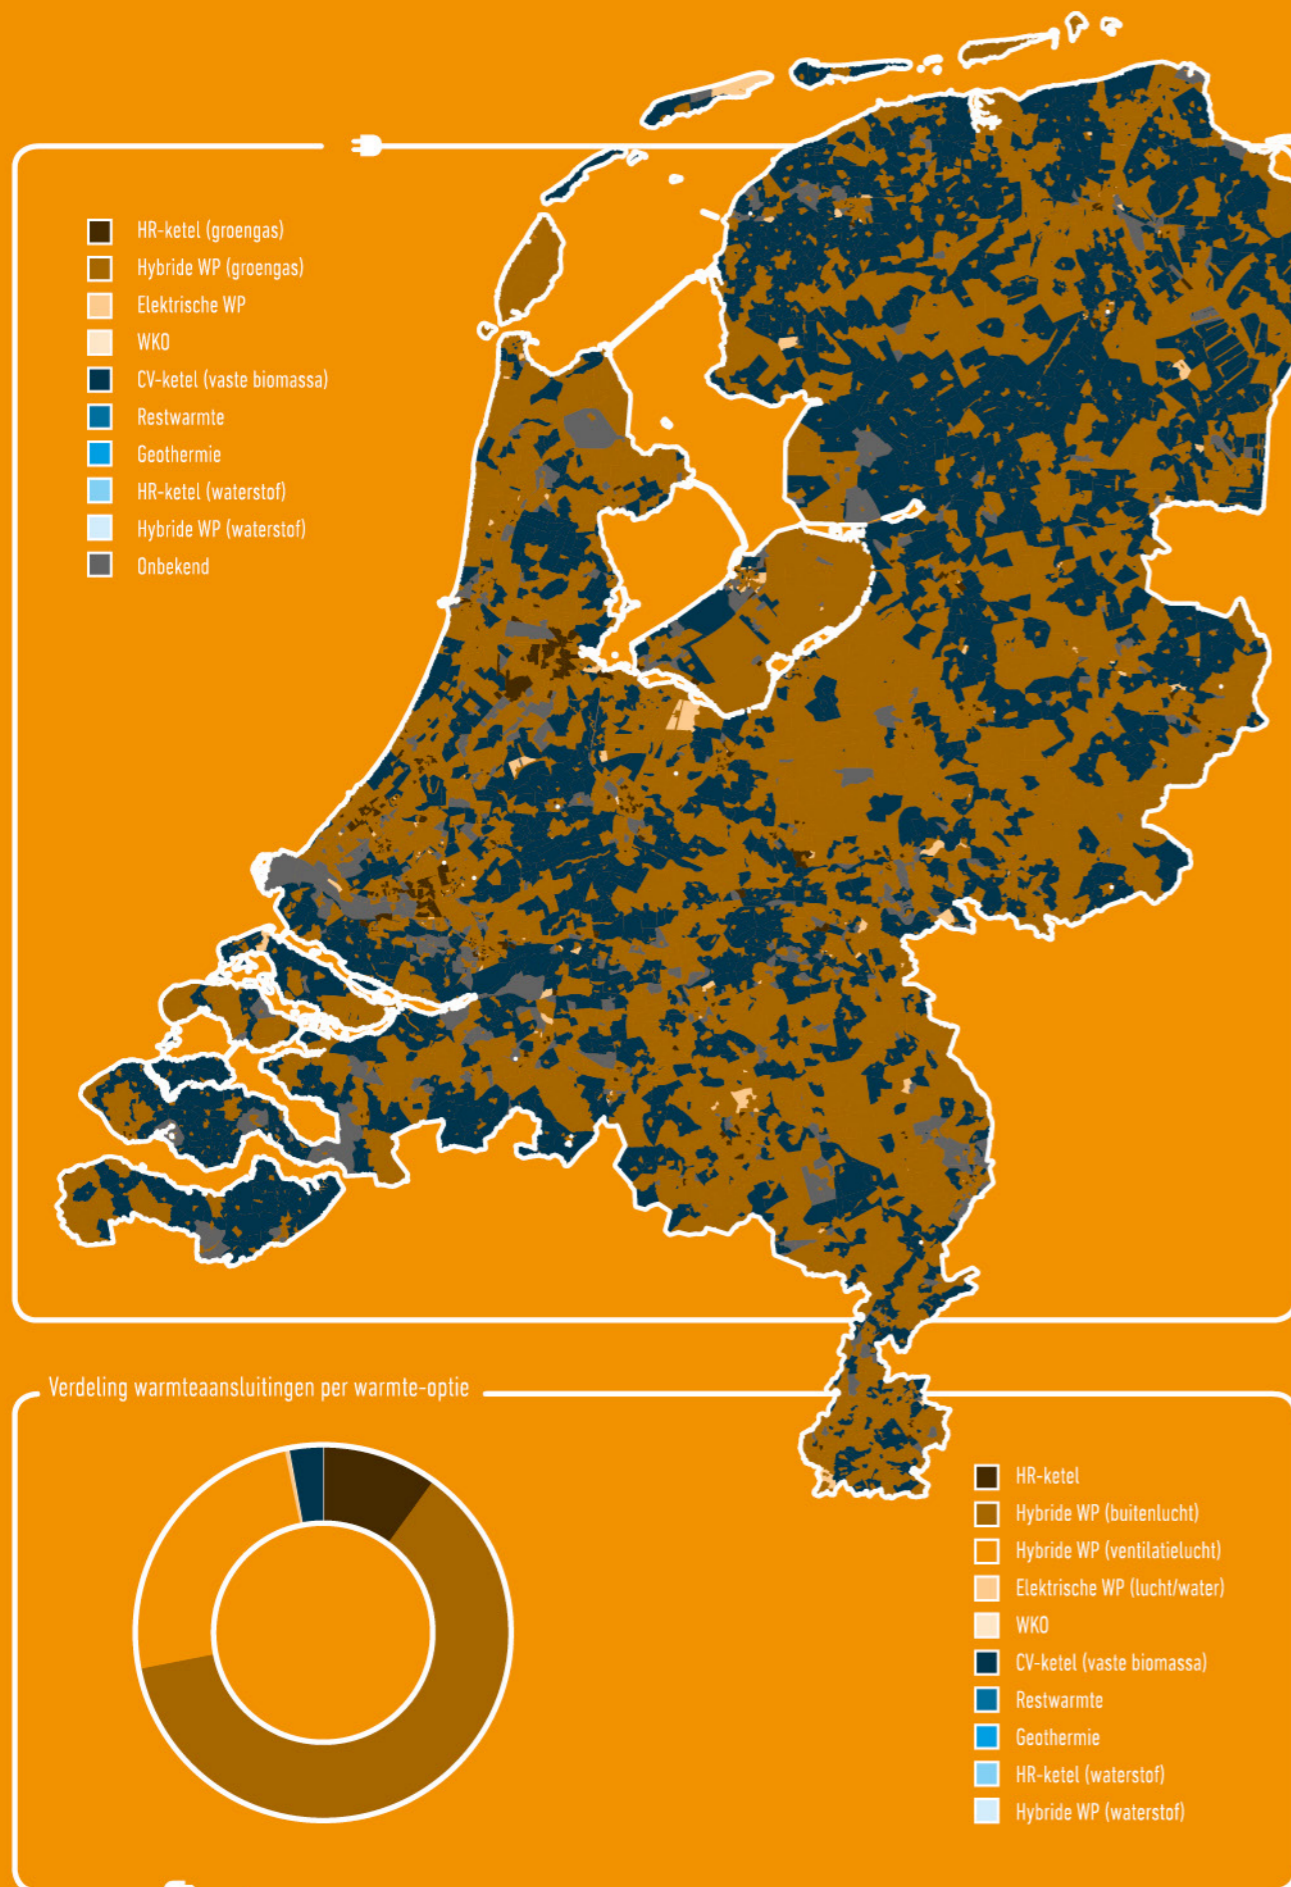 HR-ketel (groengas)
Hybride WP (groengas)
Elektrische WP
WKO
CV-ketel (vaste biomassa)
Restwarmte
Geothermie
HR-ketel (waterstof)
Hybride WP (waterstof)
Onbekend
Verdeling warmteaansluitingen per warmte-optie
HR-ketel
Hybride WP (buitenlucht)
Hybride WP (ventilatielucht)
Elektrische WP (lucht/water)
WKO
CV-ketel (vaste biomassa)
Restwarmte
Geothermie
HR-ketel (waterstof)
Hybride WP (waterstof)